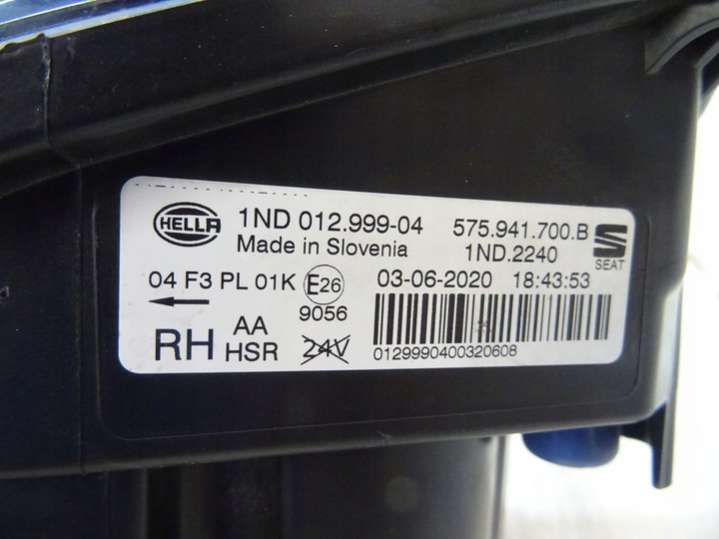 HELLA 1ND 012.999-04 575.941.700.B
Made in Slovenia 1ND.2240
SEAT
04 F3 PL 01K E26 03-06-2020 18:43:53
9056
RH AA
HSR 24V
0129990400320608